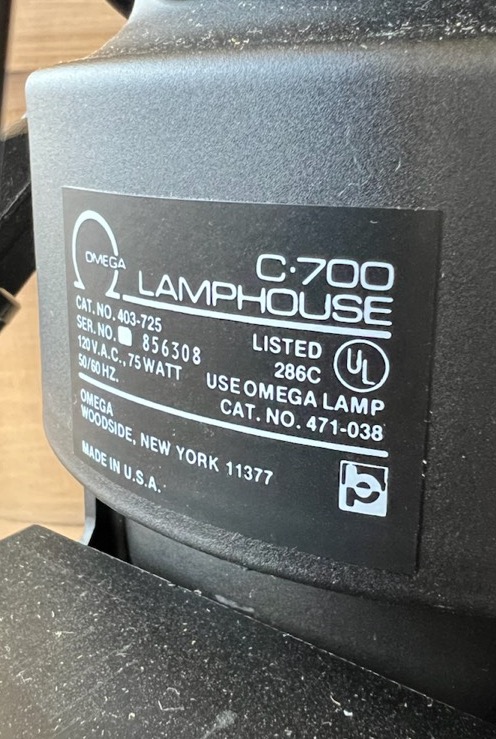 OMEGA
C·700
LAMPHOUSE
CAT. NO. 403-725
SER. NO. 856308
120 V.A.C., 75 WATT
50/60 HZ.
LISTED
286C
UL
USE OMEGA LAMP
CAT. NO. 471-038
OMEGA
WOODSIDE, NEW YORK 11377
MADE IN U.S.A.